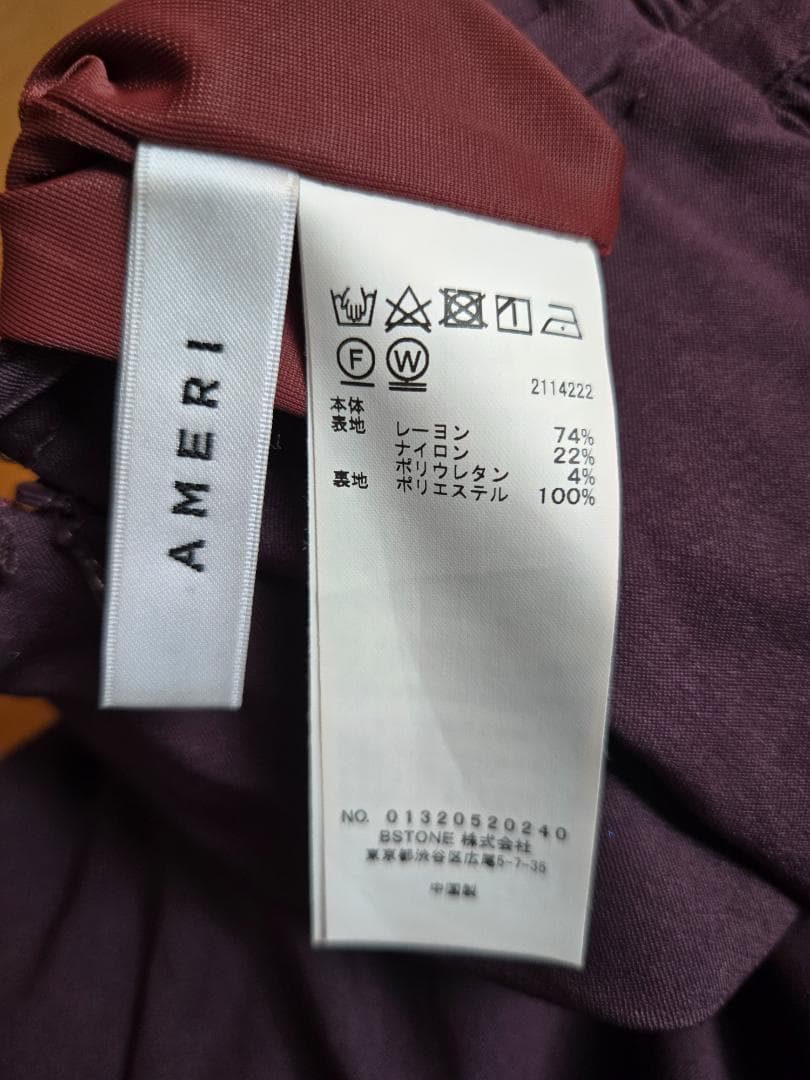 AMERI
F W
2114222
本体
表地 レーヨン 74%
ナイロン 22%
ポリウレタン 4%
裏地 ポリエステル 100%
NO. 01320520240
BSTONE 株式会社
東京都渋谷区広尾5-7-35
中国製